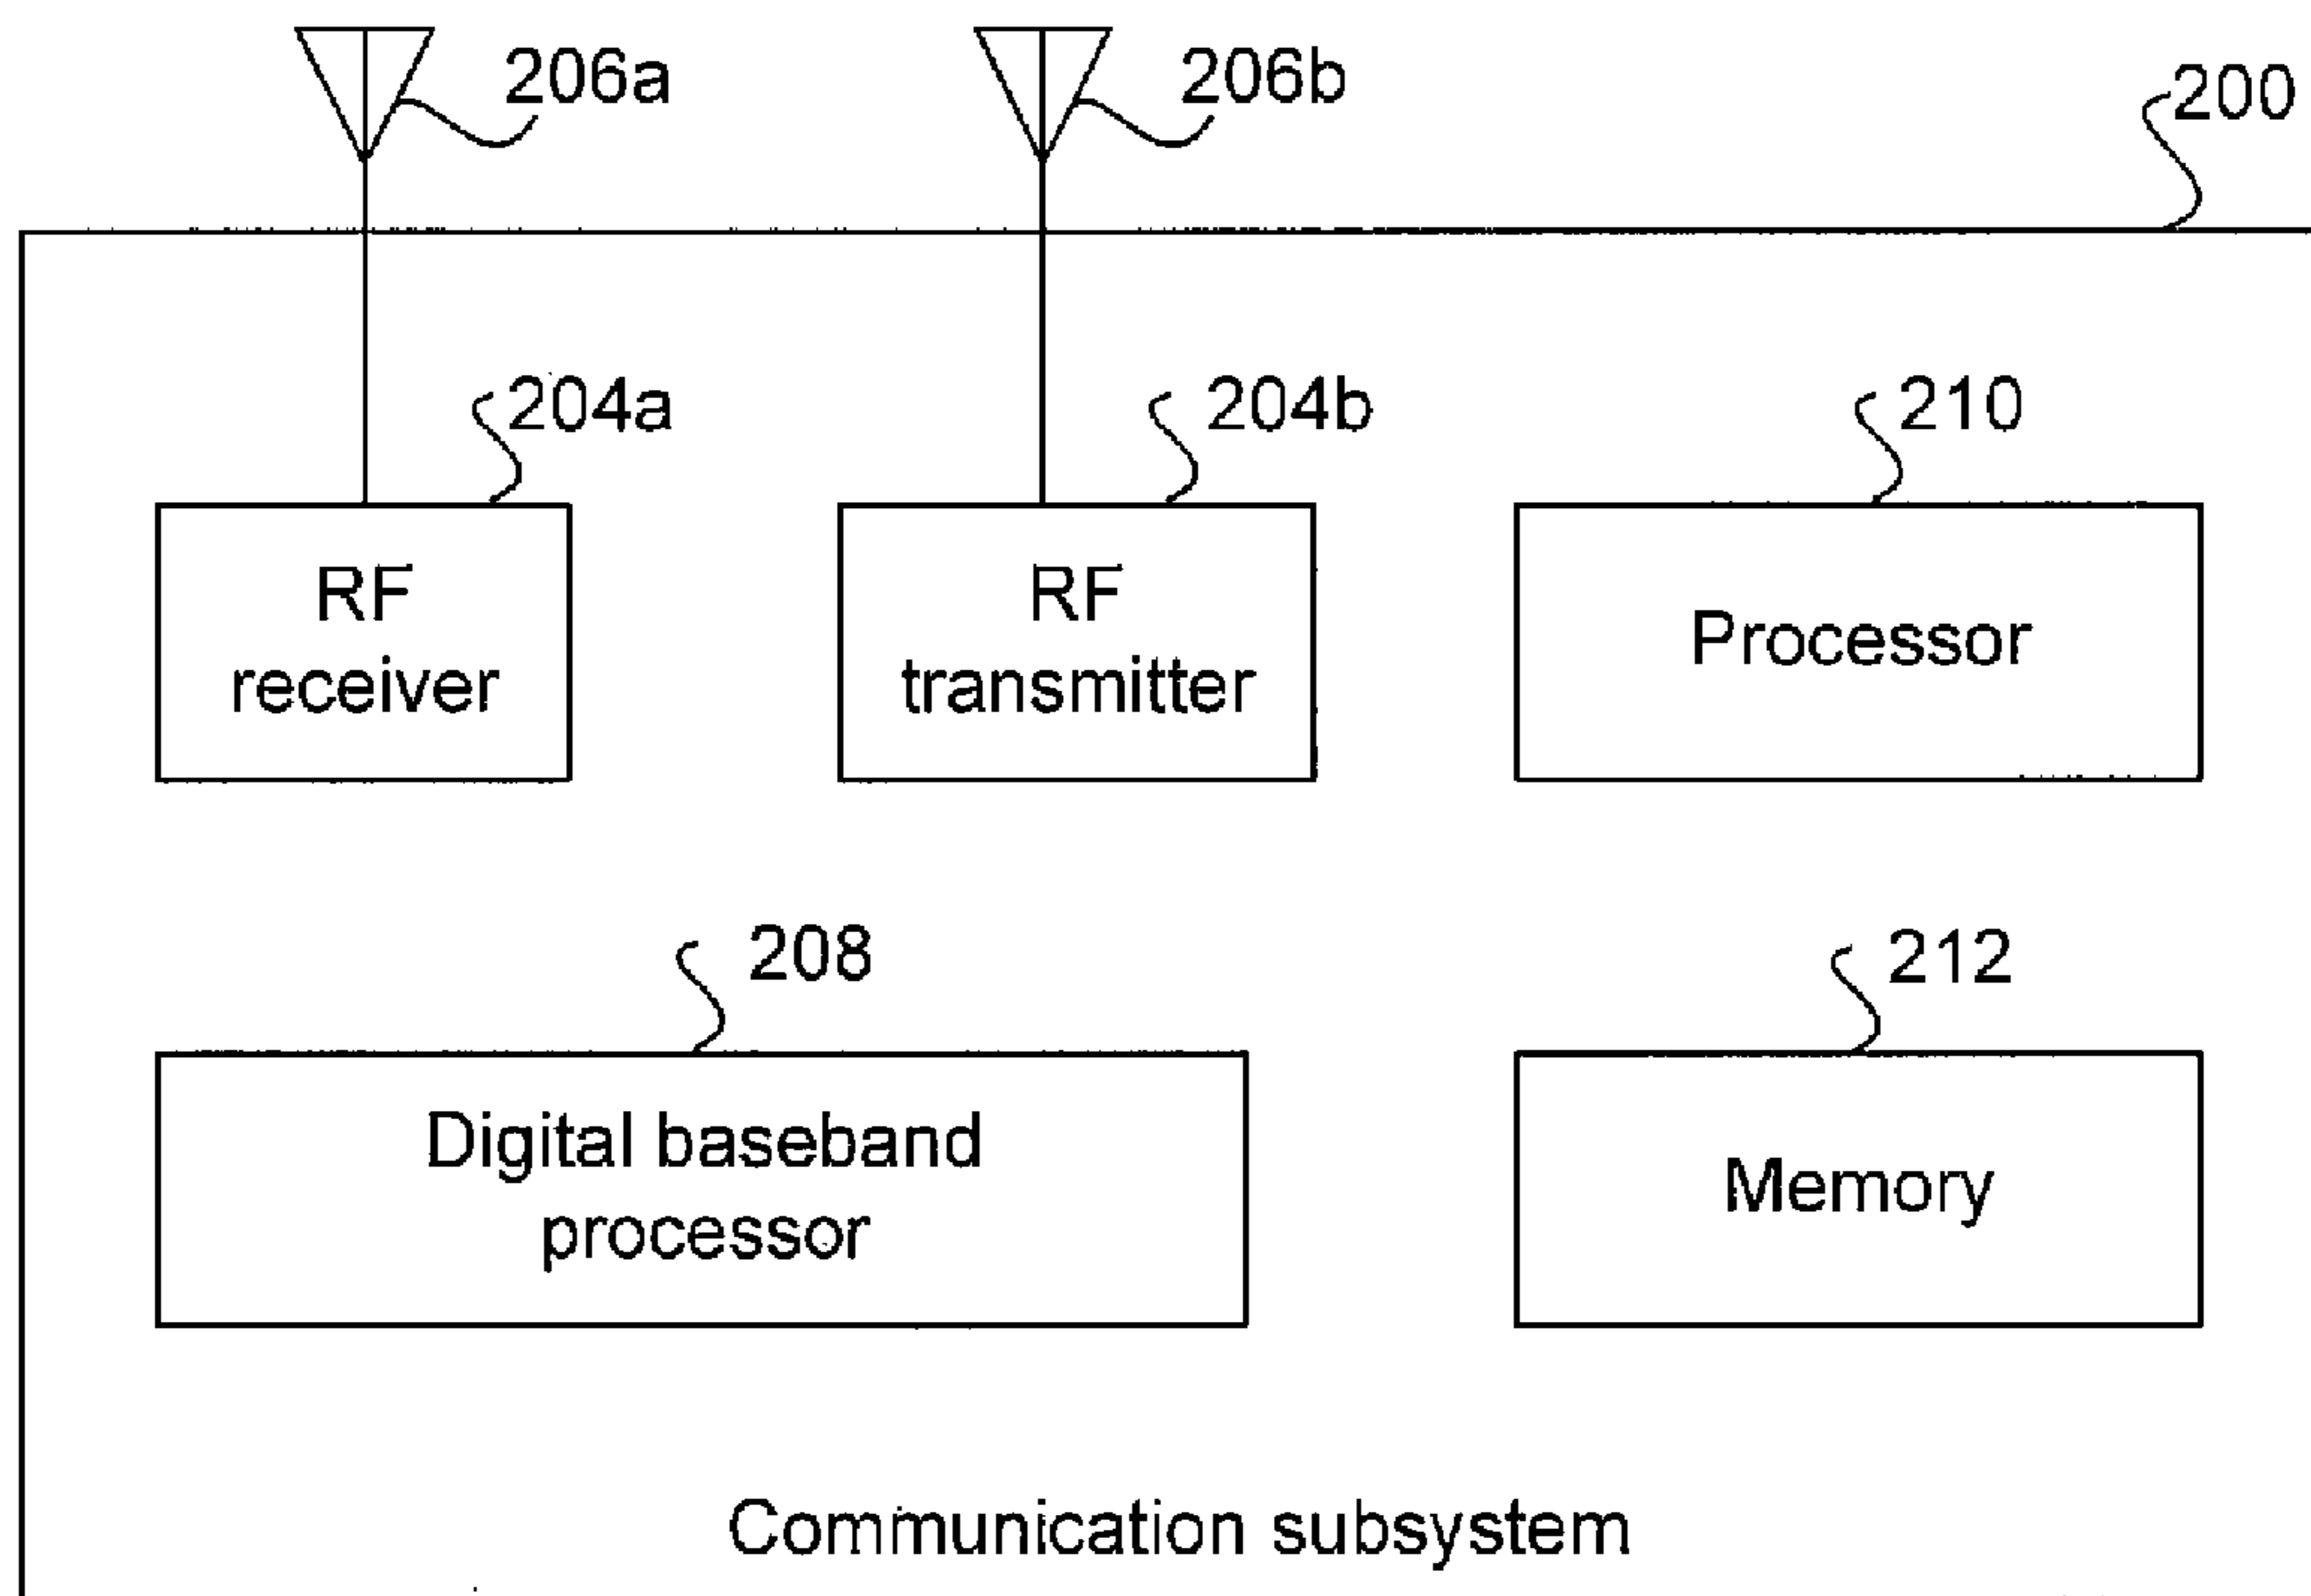 206a
206b
200
204a
204b
210
RF
receiver
RF
transmitter
Processor
208
212
Digital baseband
processor
Memory
Communication subsystem